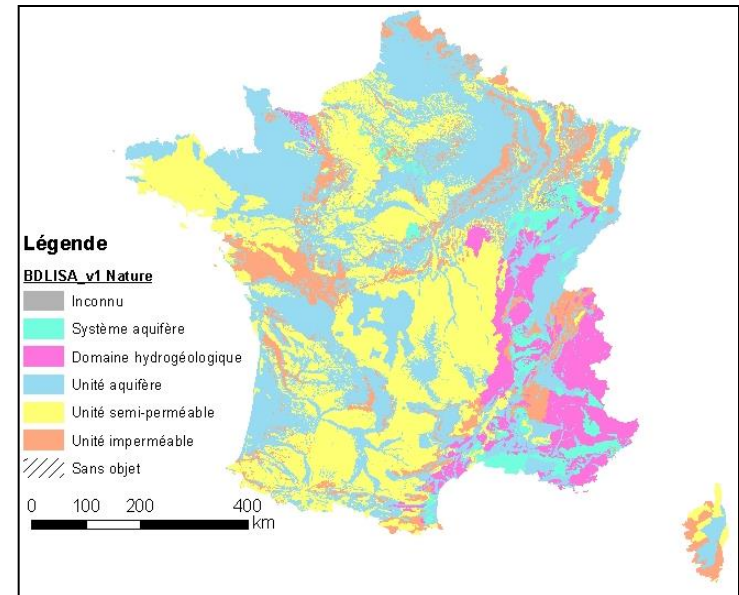 Légende
BDLISA_v1 Nature
Inconnu
Système aquifère
Domaine hydrogéologique
Unité aquifère
Unité semi-perméable
Unité imperméable
Sans objet
0 100 200 400
km